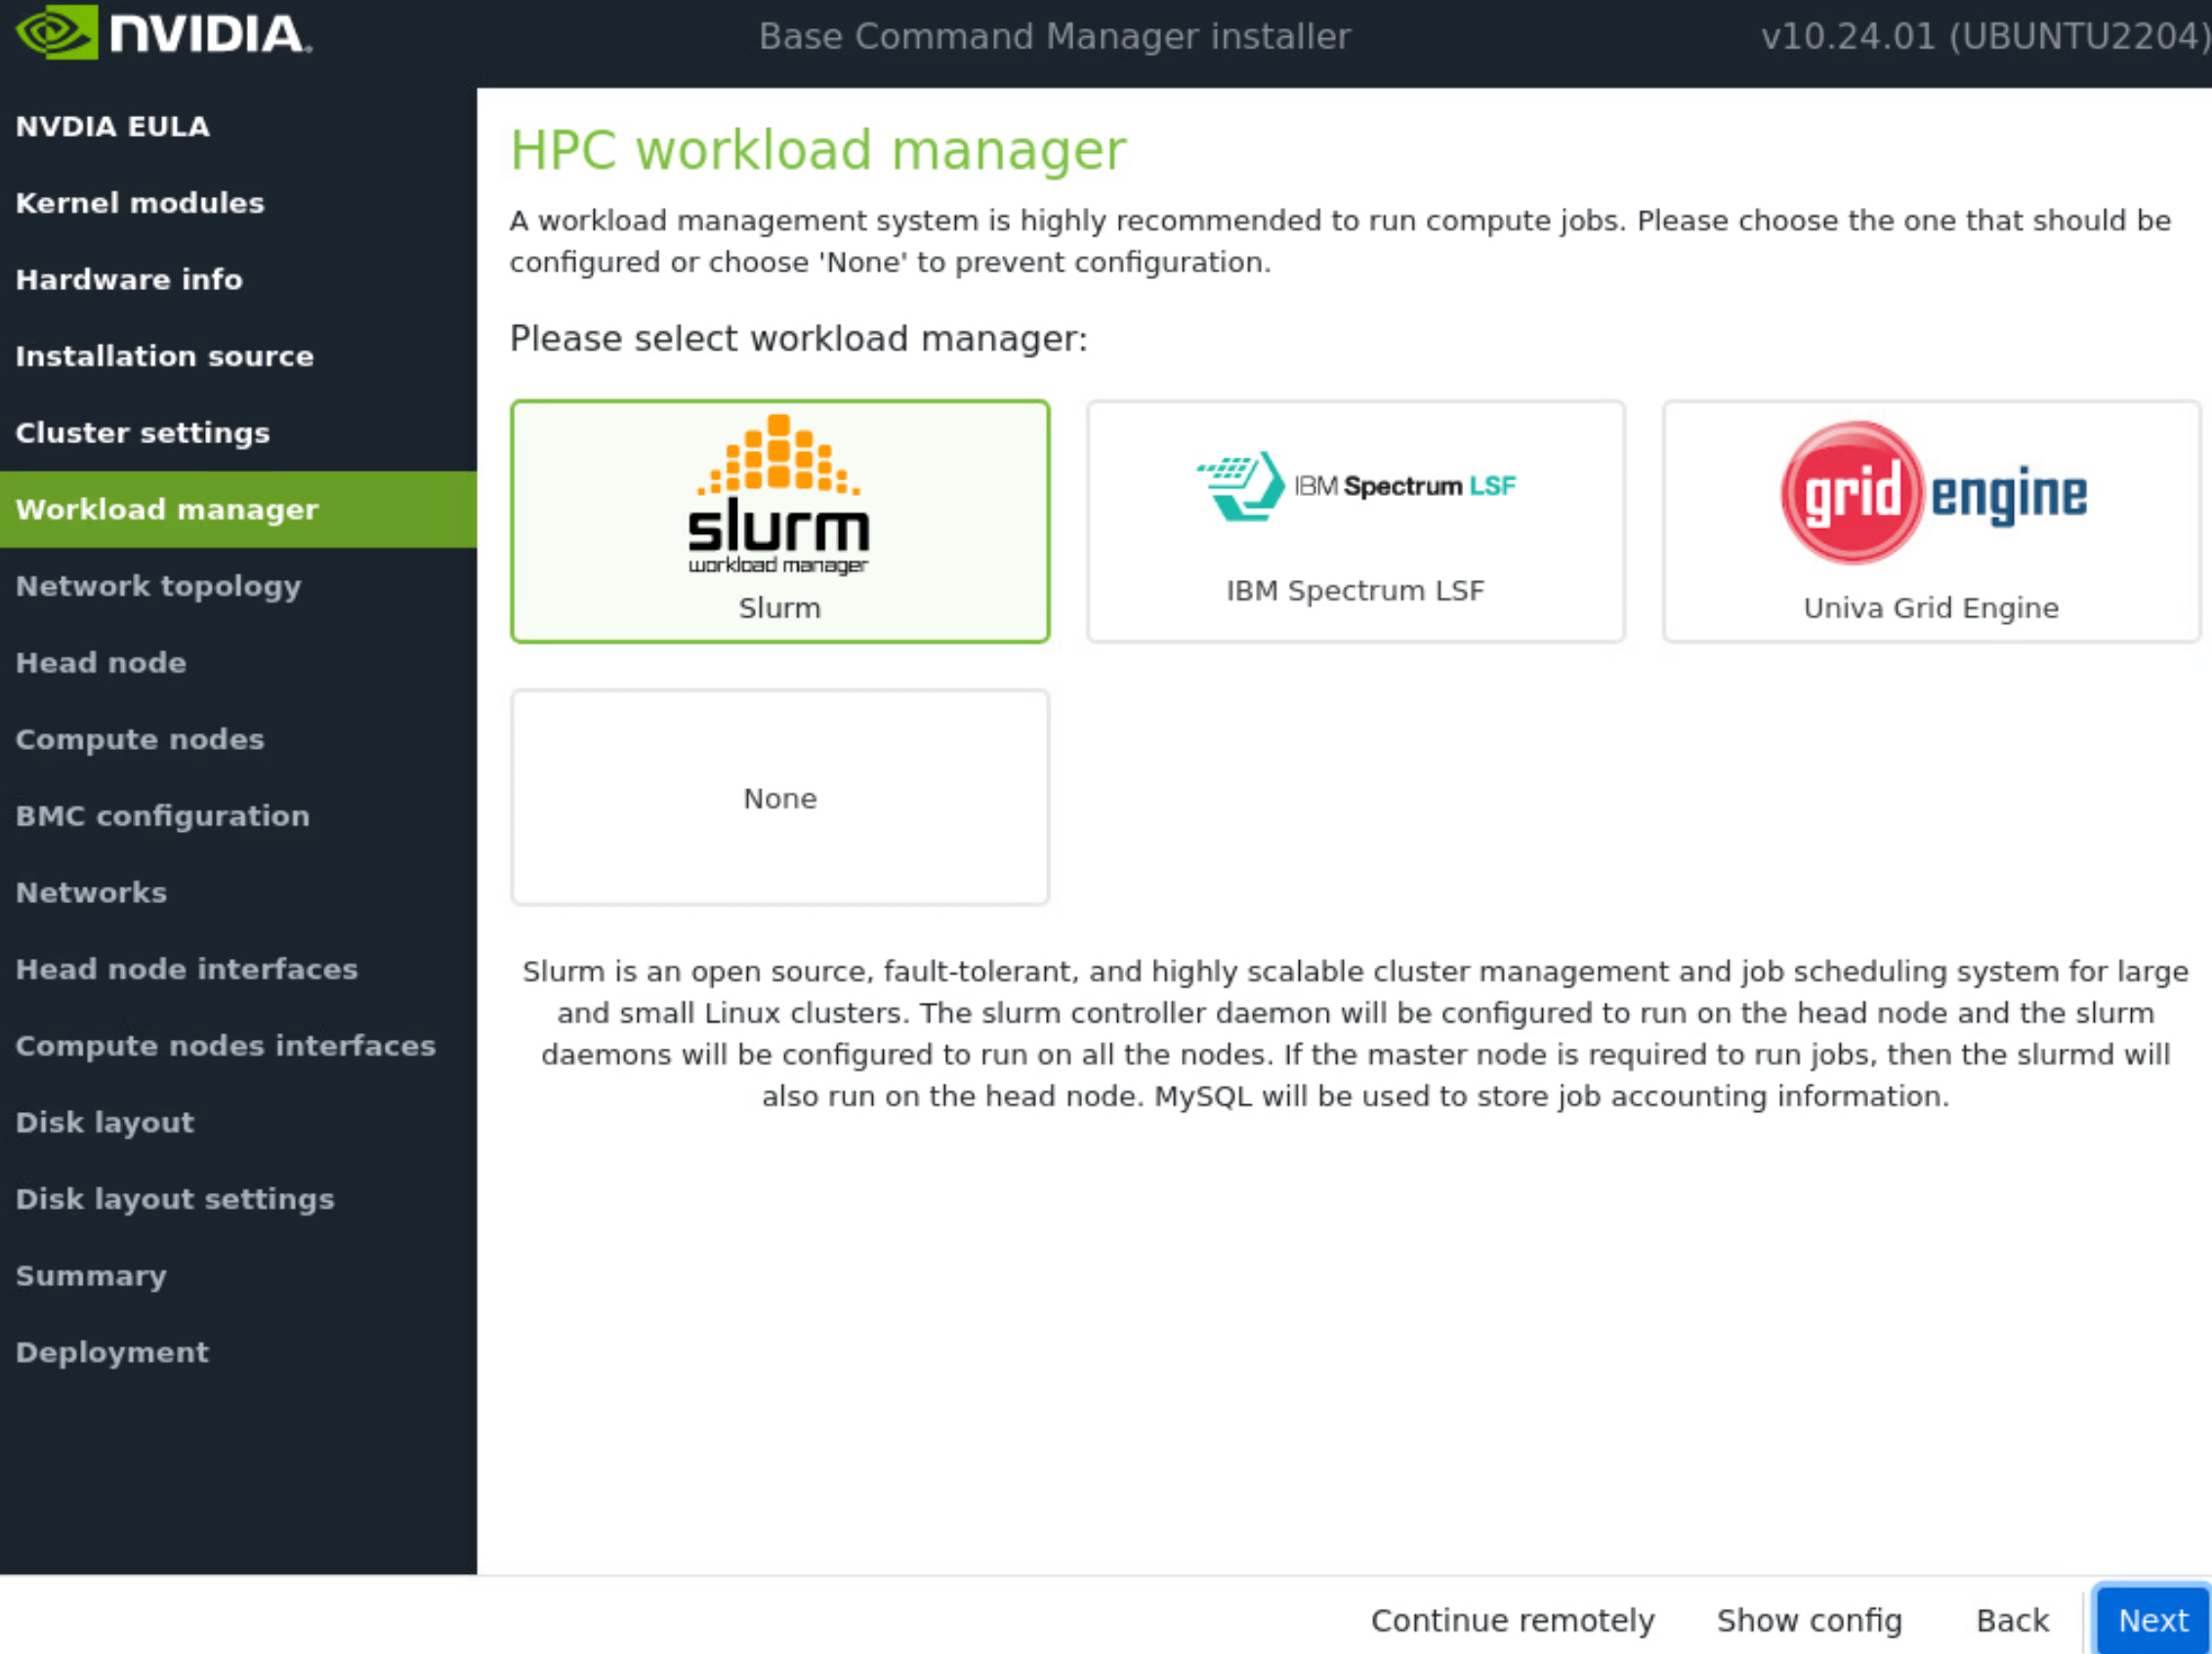 NVIDIA.
Base Command Manager installer
v10.24.01 (UBUNTU2204)
NVDIA EULA
Kernel modules
Hardware info
Installation source
Cluster settings
Workload manager
Network topology
Head node
Compute nodes
BMC configuration
Networks
Head node interfaces
Compute nodes interfaces
Disk layout
Disk layout settings
Summary
Deployment
HPC workload manager
A workload management system is highly recommended to run compute jobs. Please choose the one that should be
configured or choose 'None' to prevent configuration.
Please select workload manager:
slurm
workload manager
Slurm
IBM Spectrum LSF
IBM Spectrum LSF
grid engine
Univa Grid Engine
None
Slurm is an open source, fault-tolerant, and highly scalable cluster management and job scheduling system for large
and small Linux clusters. The slurm controller daemon will be configured to run on the head node and the slurm
daemons will be configured to run on all the nodes. If the master node is required to run jobs, then the slurmd will
also run on the head node. MySQL will be used to store job accounting information.
Continue remotely
Show config
Back
Next